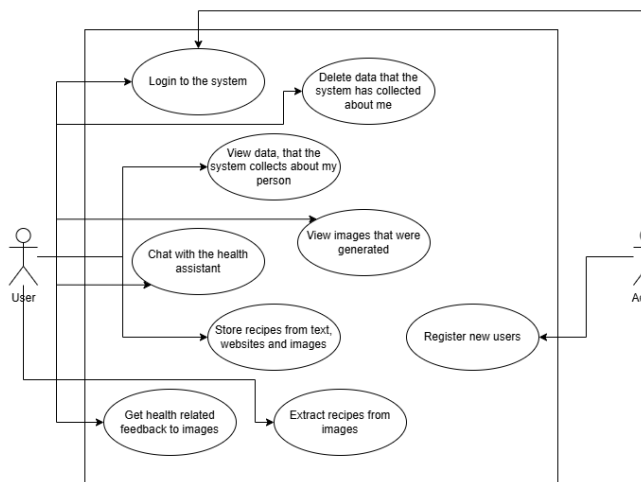 Login to the system
Delete data that the
system has collected
about me
View data, that the
system collects about my
person
View images that were
generated
Chat with the health
assistant
User
Store recipes from text,
websites and images
Register new users
Get health related
feedback to images
Extract recipes from
images